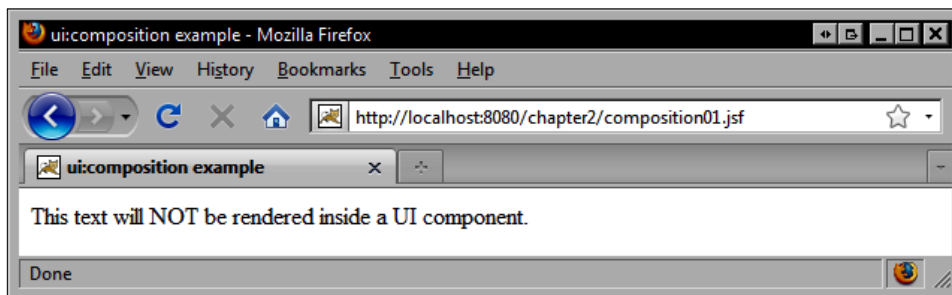 ui:composition example - Mozilla Firefox
File Edit View History Bookmarks Tools Help
http://localhost:8080/chapter2/composition01.jsf
ui:composition example
This text will NOT be rendered inside a UI component.
Done